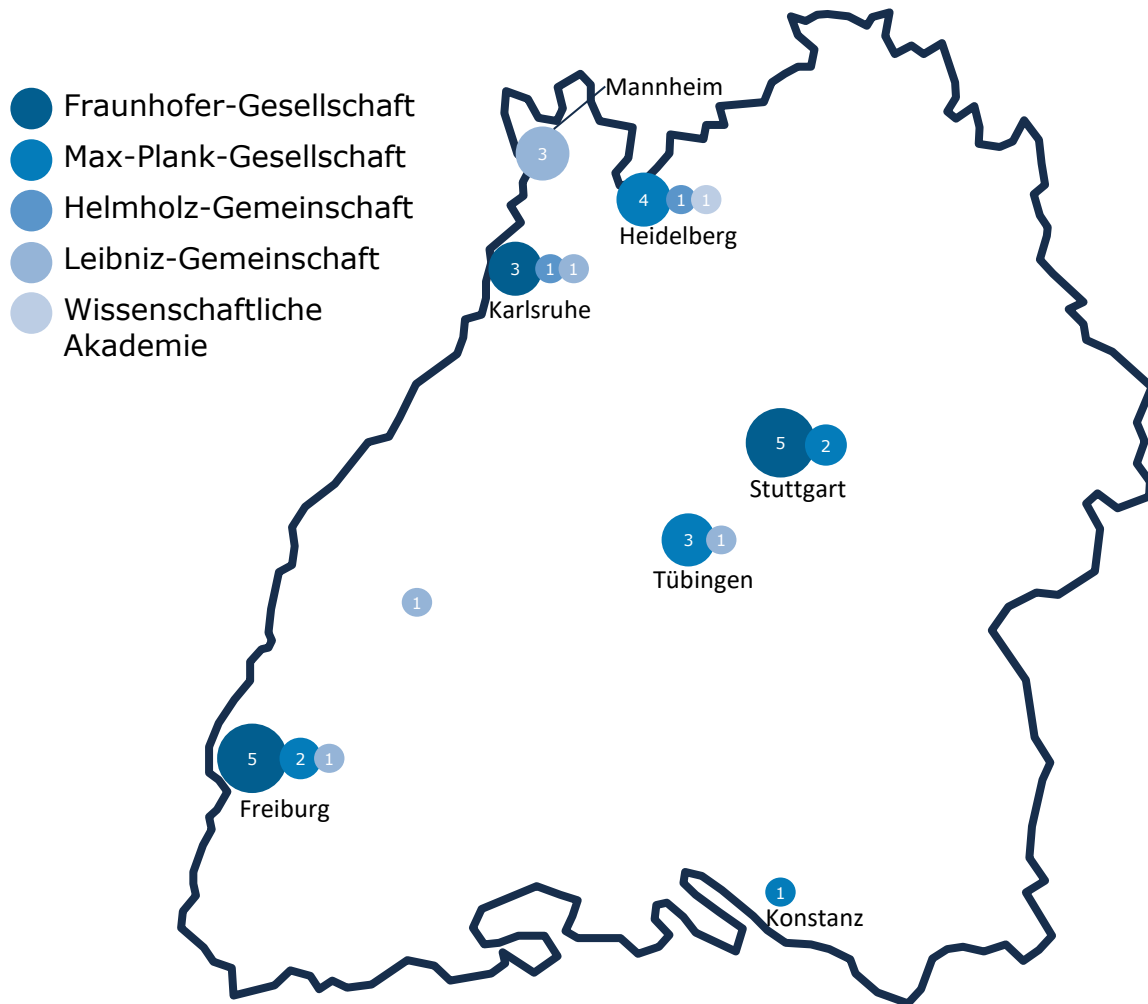 Fraunhofer-Gesellschaft
Max-Plank-Gesellschaft
Helmholz-Gemeinschaft
Leibniz-Gemeinschaft
Wissenschaftliche
Akademie
Mannheim
3
4 1 1
Heidelberg
3 1 1
Karlsruhe
5 2
Stuttgart
3 1
Tübingen
1
5 2 1
Freiburg
1
Konstanz